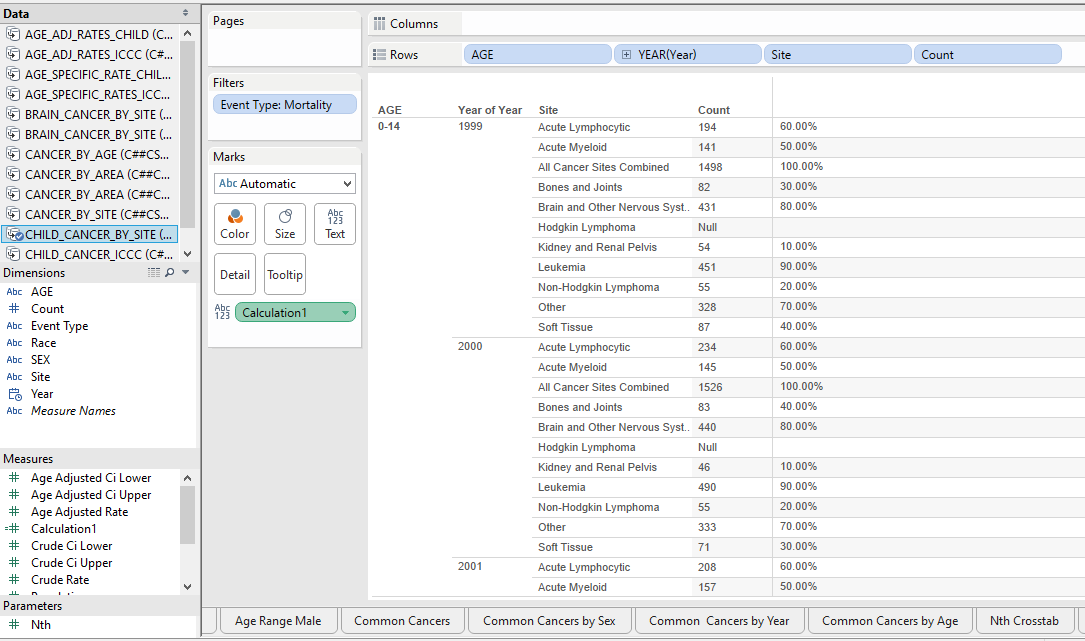 Data
AGE_ADJ_RATES_CHILD (C...
AGE_ADJ_RATES_ICCC (C#...
AGE_SPECIFIC_RATE_CHIL...
AGE_SPECIFIC_RATES_ICC...
BRAIN_CANCER_BY_SITE (...
BRAIN_CANCER_BY_SITE (...
CANCER_BY_AGE (C##CS...
CANCER_BY_AREA (C##C...
CANCER_BY_AREA (C##C...
CANCER_BY_SITE (C##CS...
CHILD_CANCER_BY_SITE (...
CHILD_CANCER_ICCC (C#...
Dimensions
Abc AGE
# Count
Abc Event Type
Abc Race
Abc SEX
Abc Site
Year
Abc Measure Names
Measures
# Age Adjusted Ci Lower
# Age Adjusted Ci Upper
# Age Adjusted Rate
=# Calculation1
# Crude Ci Lower
# Crude Ci Upper
# Crude Rate
Parameters
# Nth
Pages
Filters
Event Type: Mortality
Marks
Abc Automatic
Color Size Abc 123 Text
Detail Tooltip
Abc 123 Calculation1
Columns
Rows AGE YEAR(Year) Site Count
AGE Year of Year Site Count
0-14 1999 Acute Lymphocytic 194 60.00%
Acute Myeloid 141 50.00%
All Cancer Sites Combined 1498 100.00%
Bones and Joints 82 30.00%
Brain and Other Nervous Syst.. 431 80.00%
Hodgkin Lymphoma Null
Kidney and Renal Pelvis 54 10.00%
Leukemia 451 90.00%
Non-Hodgkin Lymphoma 55 20.00%
Other 328 70.00%
Soft Tissue 87 40.00%
2000 Acute Lymphocytic 234 60.00%
Acute Myeloid 145 50.00%
All Cancer Sites Combined 1526 100.00%
Bones and Joints 83 40.00%
Brain and Other Nervous Syst.. 440 80.00%
Hodgkin Lymphoma Null
Kidney and Renal Pelvis 46 10.00%
Leukemia 490 90.00%
Non-Hodgkin Lymphoma 55 20.00%
Other 333 70.00%
Soft Tissue 71 30.00%
2001 Acute Lymphocytic 208 60.00%
Acute Myeloid 157 50.00%
Age Range Male Common Cancers Common Cancers by Sex Common Cancers by Year Common Cancers by Age Nth Crosstab